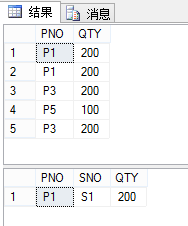 结果 消息
PNO QTY
1 P1 200
2 P1 200
3 P3 200
4 P5 100
5 P3 200
PNO SNO QTY
1 P1 S1 200